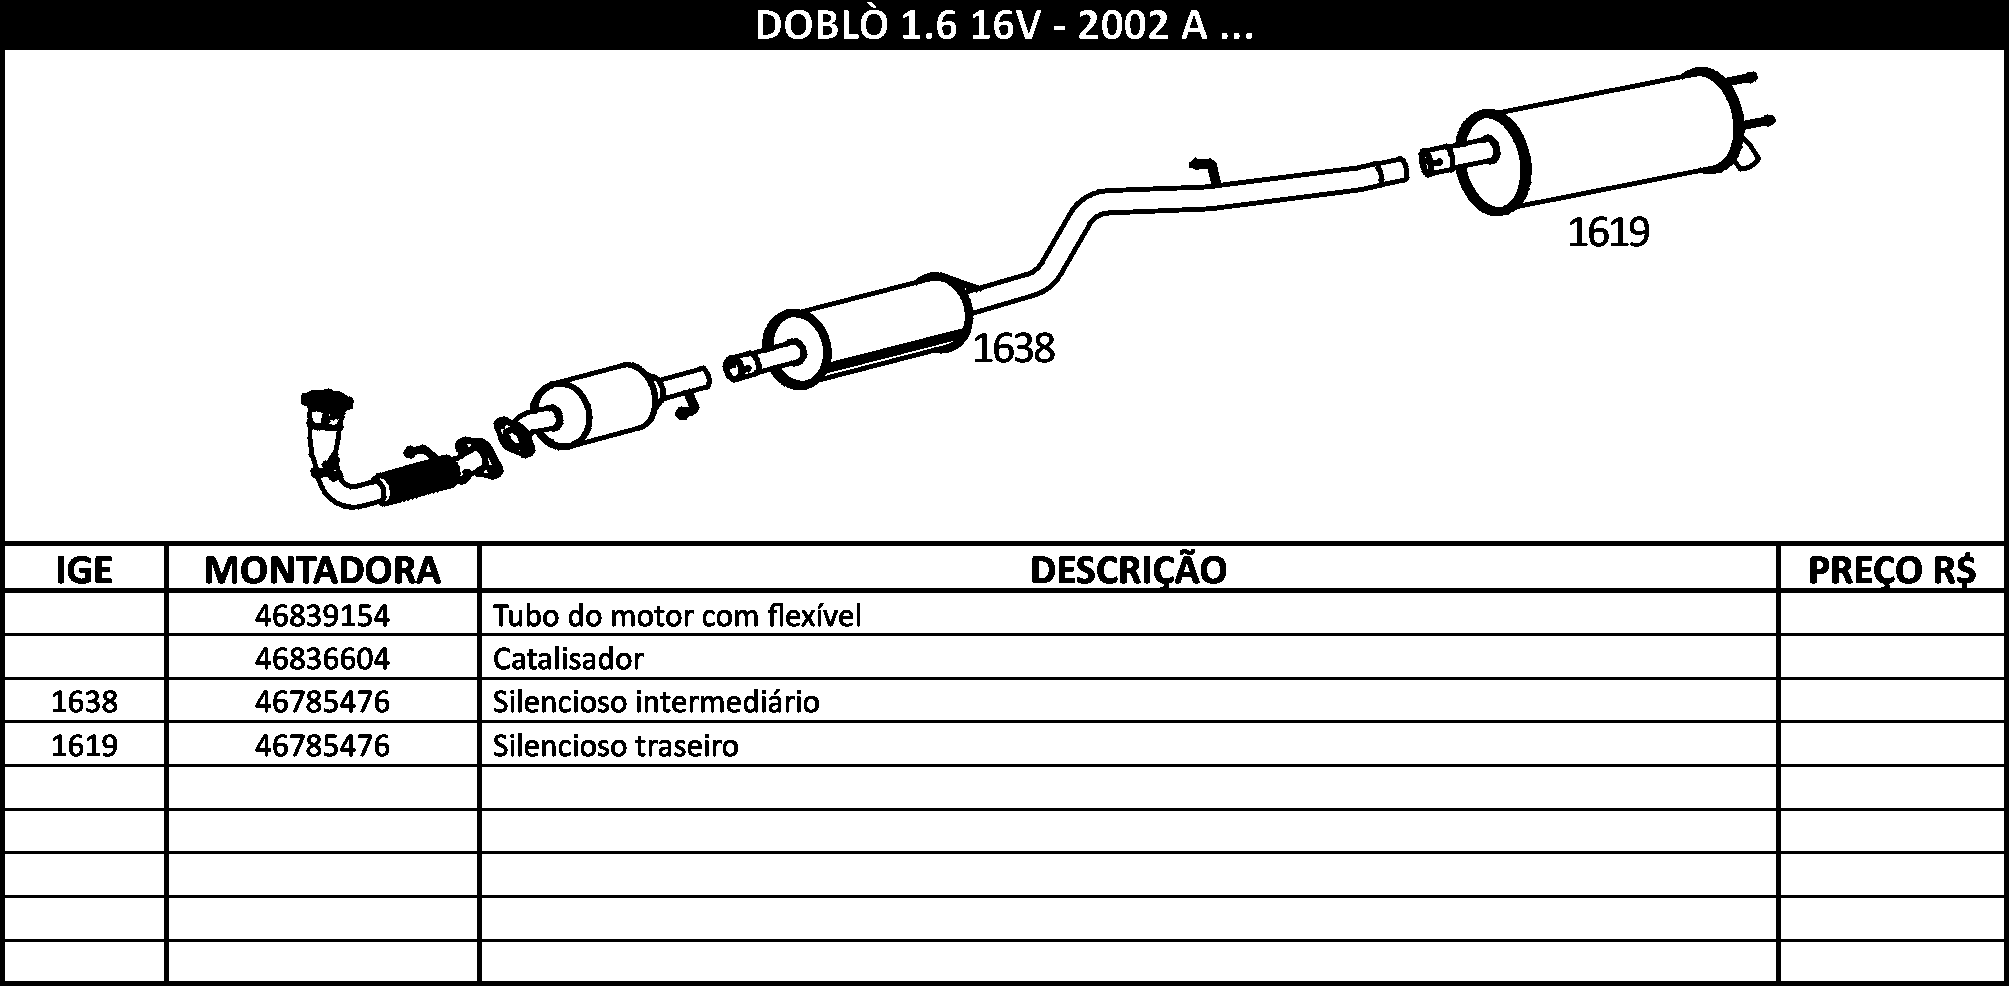 DOBLÒ 1.6 16V - 2002 A ...
1619
1638
IGE MONTADORA DESCRIÇÃO PREÇO R$
46839154 Tubo do motor com flexível
46836604 Catalisador
1638 46785476 Silencioso intermediário
1619 46785476 Silencioso traseiro